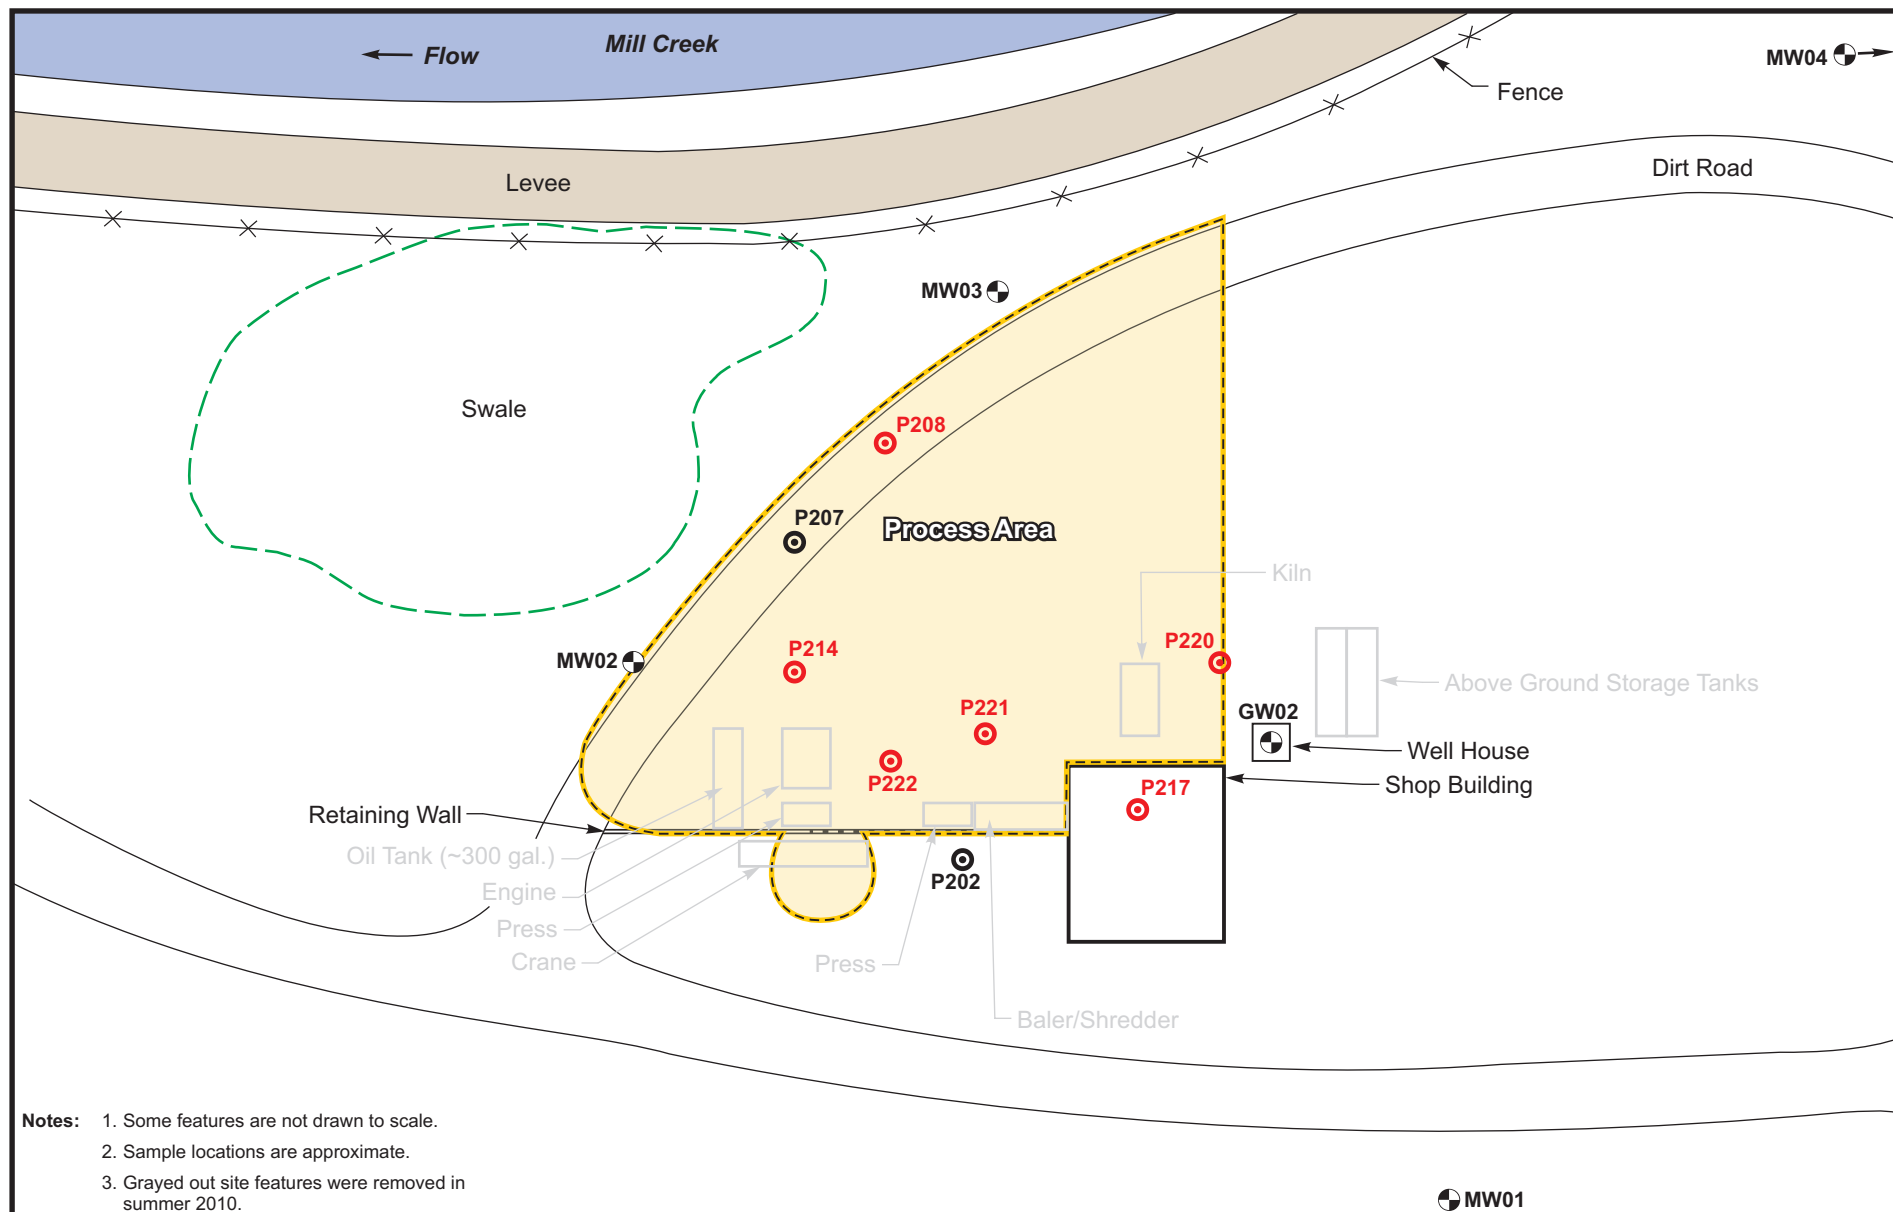 Mill Creek
Flow
MW04
Fence
Dirt Road
Levee
MW03
Swale
P208
P207
Process Area
Kiln
P220
P214
MW02
Above Ground Storage Tanks
P221
GW02
Well House
P222
Shop Building
P217
Retaining Wall
Oil Tank (~300 gal.)
P202
Engine
Press
Crane
Press
Baler/Shredder
Notes: 1. Some features are not drawn to scale.
2. Sample locations are approximate.
3. Grayed out site features were removed in
summer 2010.
MW01